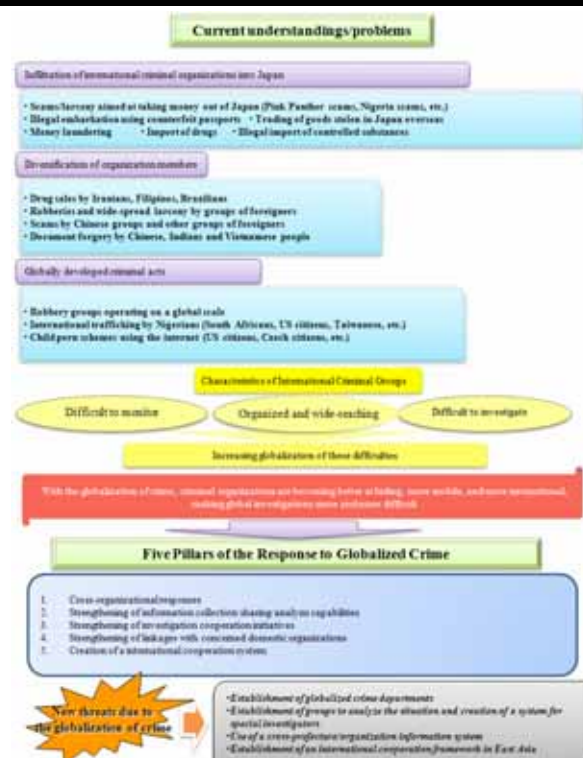 Current understandings/problems
Infiltration of international criminal organizations into Japan
• Scams/larceny aimed at taking money out of Japan (Pink Panther scams, Nigeria scams, etc.)
• Illegal embarkation using counterfeit passports • Trading of goods stolen in Japan overseas
• Money laundering • Import of drugs • Illegal import of controlled substances
Diversification of organization members
• Drug sales by Iranians, Filipinos, Brazilians
• Robberies and wide-spread larceny by groups of foreigners
• Scams by Chinese groups and other groups of foreigners
• Document forgery by Chinese, Indians and Vietnamese people
Globally developed criminal acts
• Robbery groups operating on a global scale
• International trafficking by Nigerians (South Africans, US citizens, Taiwanese, etc.)
• Child porn schemes using the internet (US citizens, Czech citizens, etc.)
Characteristics of International Criminal Groups
Difficult to monitor
Organized and wide-reaching
Difficult to investigate
Increasing globalization of these difficulties
With the globalization of crime, criminal organizations are becoming better at hiding, more mobile, and more international,
making global investigations more and more difficult
Five Pillars of the Response to Globalized Crime
1. Cross-organizational responses
2. Strengthening of information collection sharing analysis capabilities
3. Strengthening of investigation cooperation initiatives
4. Strengthening of linkages with concerned domestic organizations
5. Creation of a international cooperation system
New threats due to
the globalization of crime
•Establishment of globalized crime departments
•Establishment of groups to analyze the situation and creation of a system for
special investigators
•Use of a cross-prefecture/organization information system
•Establishment of an international cooperation framework in East Asia